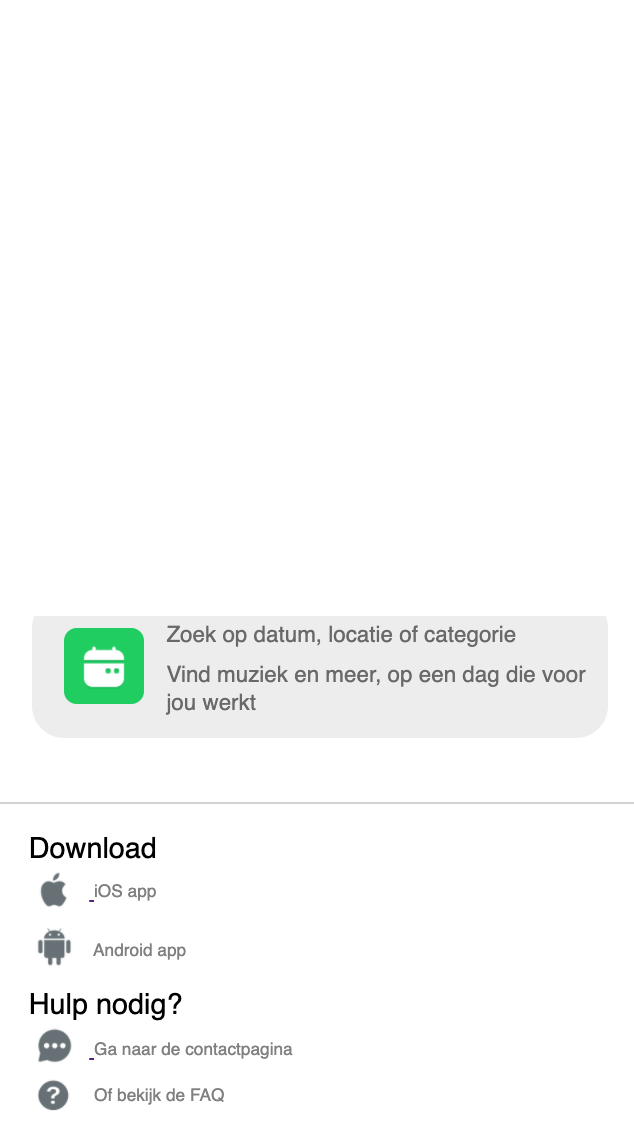 Zoek op datum, locatie of categorie
Vind muziek en meer, op een dag die voor
jou werkt
Download
iOS app
Android app
Hulp nodig?
Ga naar de contactpagina
Of bekijk de FAQ